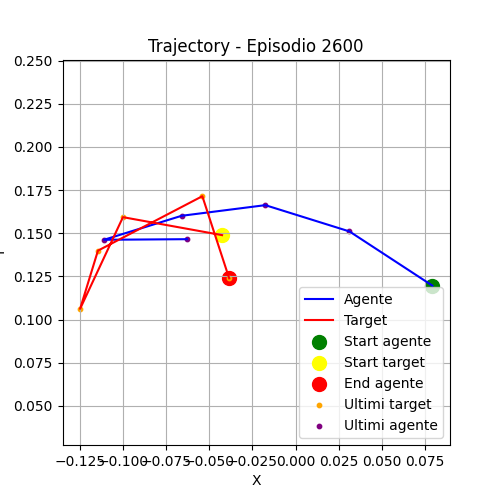 Trajectory - Episodio 2600
0.250
0.225
0.200
0.175
0.150
0.125
0.100
0.075
0.050
Agente
Target
Start agente
Start target
End agente
Ultimi target
Ultimi agente
−0.125 −0.100 −0.075 −0.050 −0.025 0.000 0.025 0.050 0.075
X